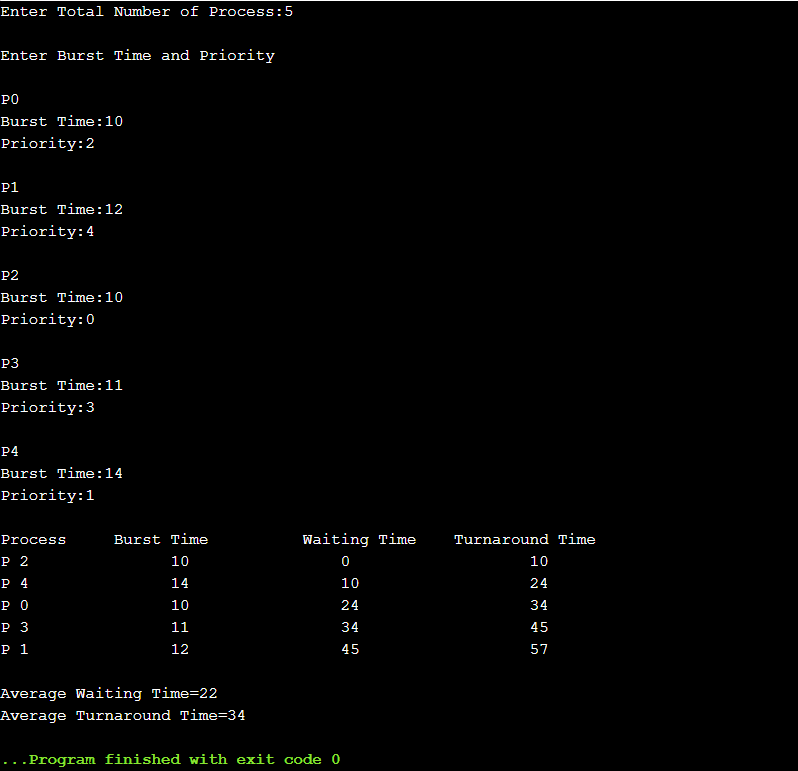 Enter Total Number of Process:5
Enter Burst Time and Priority
P0
Burst Time:10
Priority:2
P1
Burst Time:12
Priority:4
P2
Burst Time:10
Priority:0
P3
Burst Time:11
Priority:3
P4
Burst Time:14
Priority:1
Process Burst Time Waiting Time Turnaround Time
P 2 10 0 10
P 4 14 10 24
P 0 10 24 34
P 3 11 34 45
P 1 12 45 57
Average Waiting Time=22
Average Turnaround Time=34
...Program finished with exit code 0